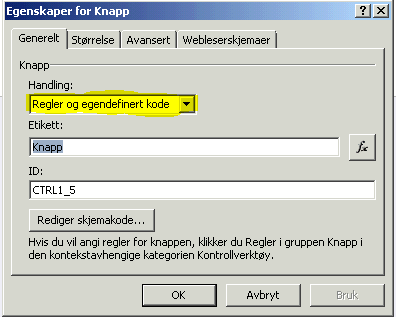 Egenskaper for Knapp
Generelt Størrelse Avansert Webleserskjemaer
Knapp
Handling:
Regler og egendefinert kode
Etikett:
Knapp
fx
ID:
CTRL1_5
Rediger skjemakode...
Hvis du vil angi regler for knappen, klikker du Regler i gruppen Knapp i
den kontekstavhengige kategorien Kontrollverktøy.
OK Avbryt Bruk